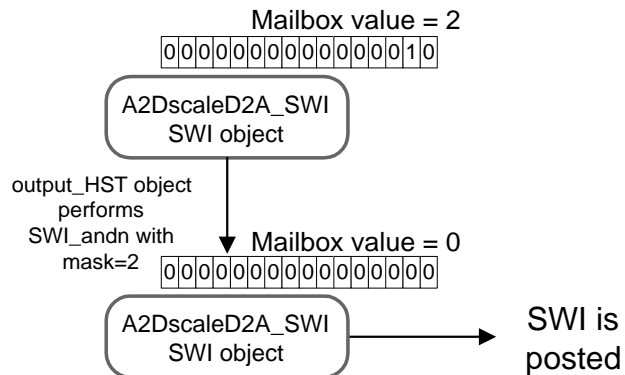 Mailbox value = 2
0000000000000010
A2DscaleD2A_SWI
SWI object
output_HST object
performs
SWI_andn with
mask=2
Mailbox value = 0
0000000000000000
A2DscaleD2A_SWI
SWI object
SWI is
posted